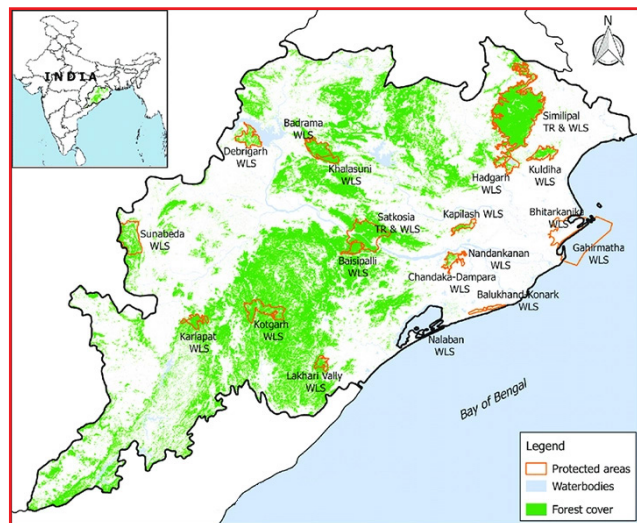 INDIA
N
Similipal
TR & WLS
Badrama
WLS
Debrigarh
WLS
Khalasuni
WLS
Hadgarh
WLS
Kuldiha
WLS
Satkosia
TR & WLS
Kapilash WLS
Bhitarkanika
WLS
Sunabeda
WLS
Gahirmatha
WLS
Baisipalli
WLS
Nandankanan
WLS
Chandaka-Dampara
WLS
Balukhand Konark
WLS
Karlapat
WLS
Kotgarh
WLS
Nalaban
WLS
Lakhari Vally
WLS
Bay of Bengal
Legend
Protected areas
Waterbodies
Forest cover